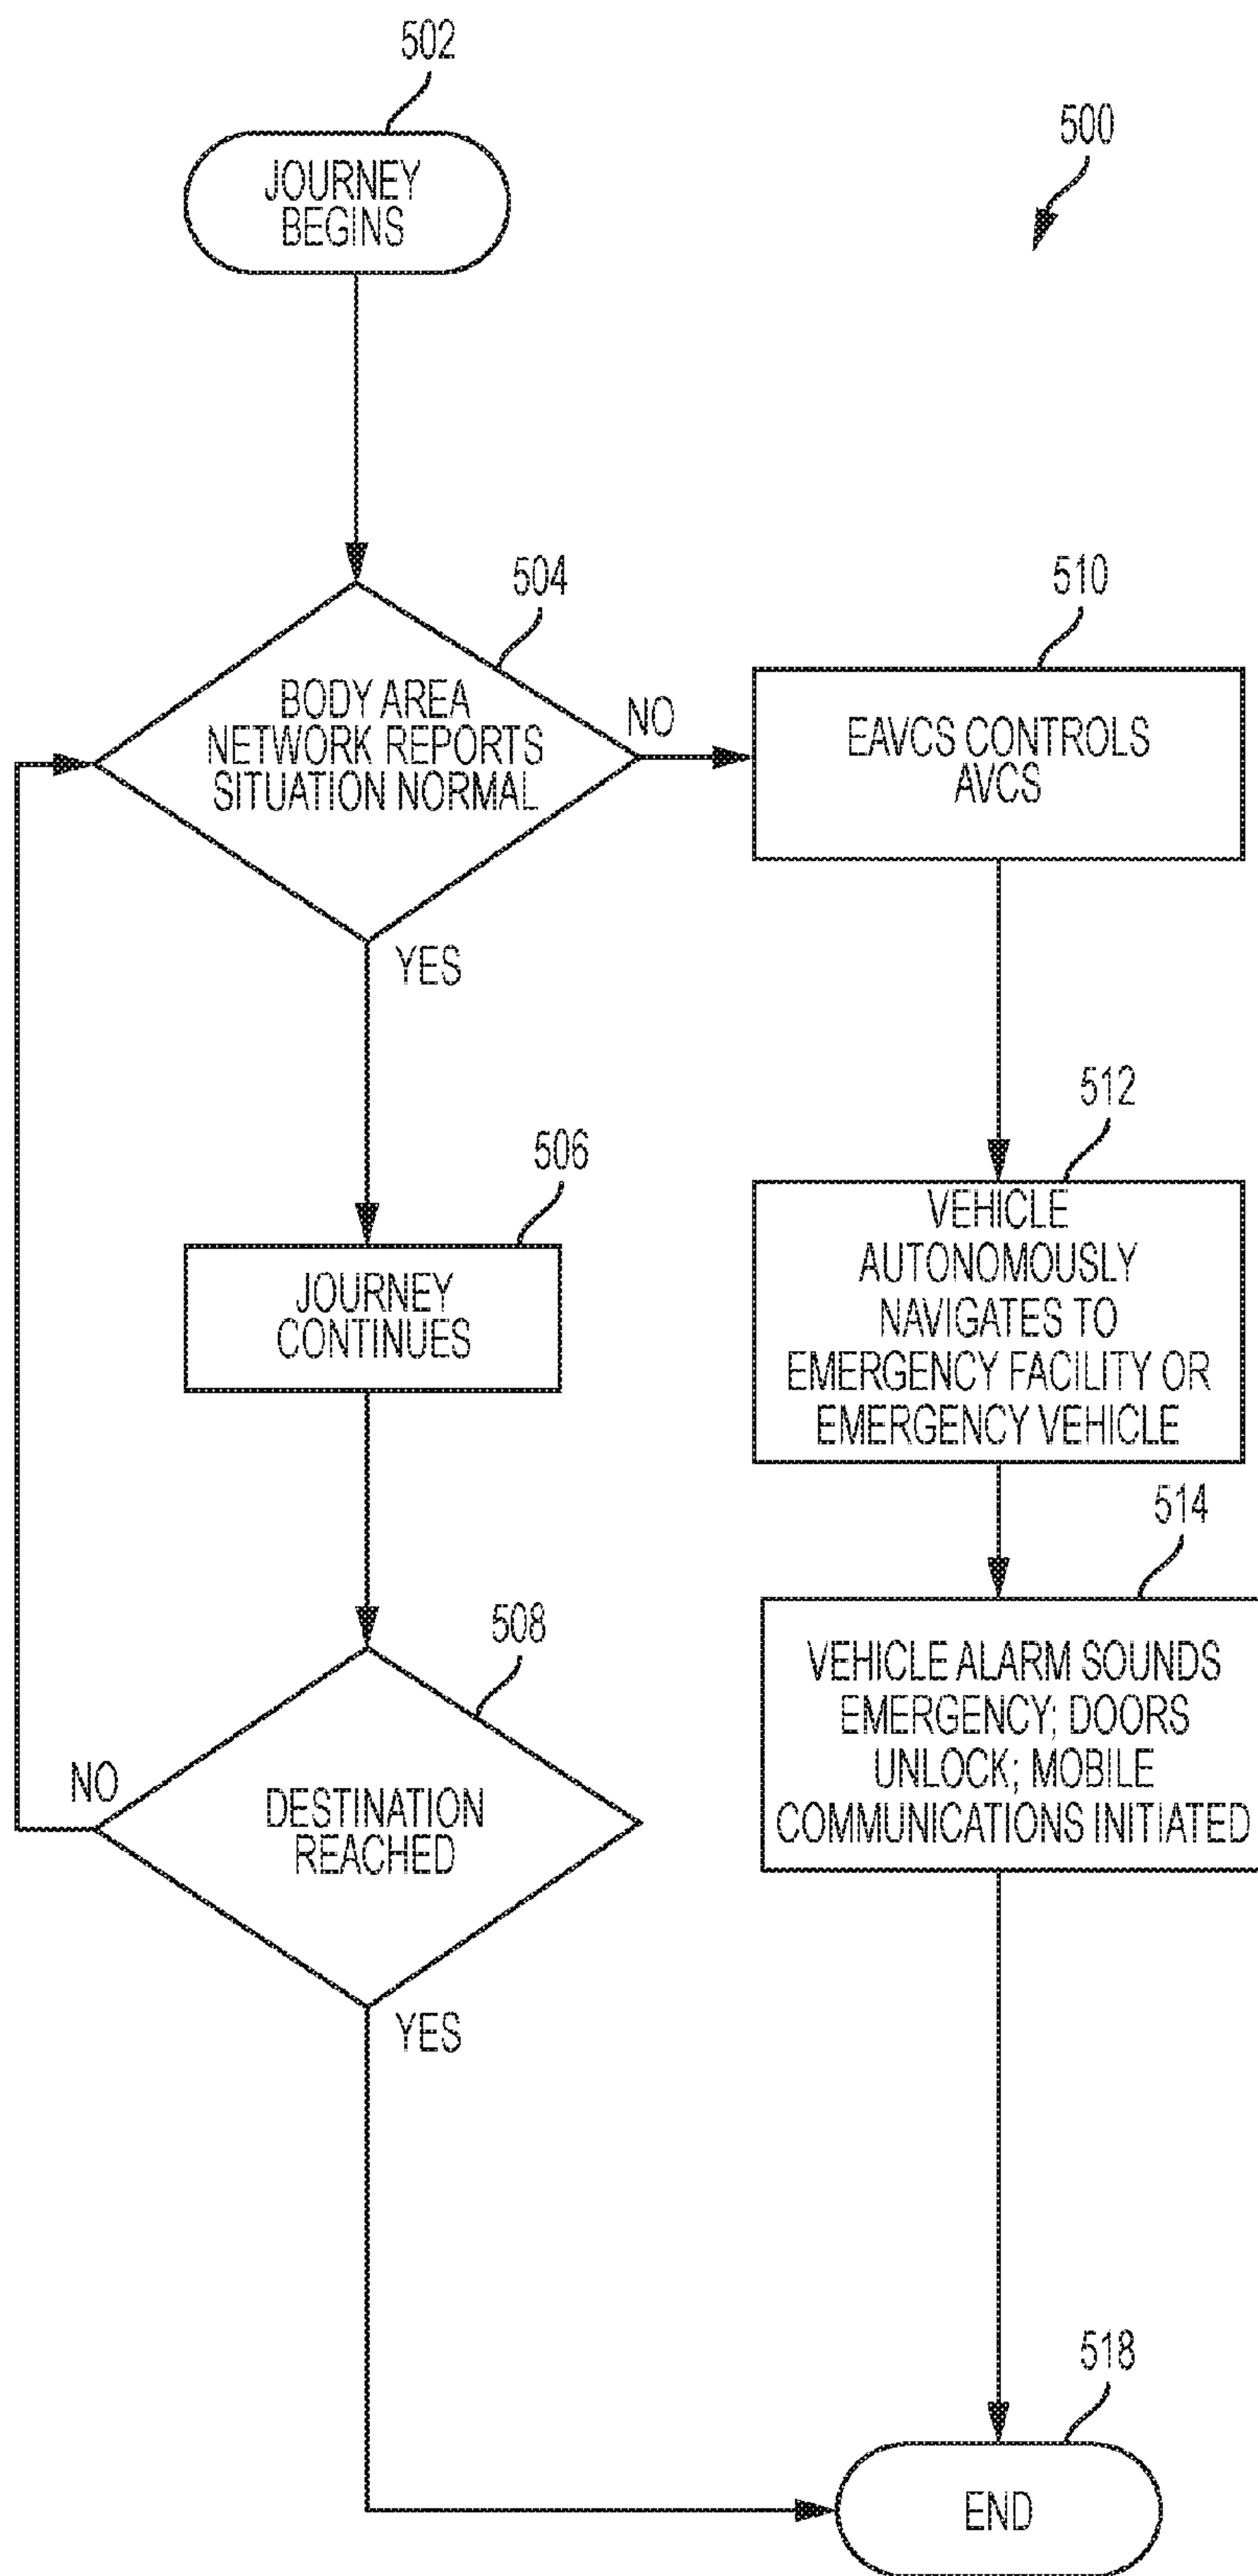 502
500
JOURNEY
BEGINS
504
510
BODY AREA
NETWORK REPORTS
SITUATION NORMAL
NO
EAVCS CONTROLS
AVCS
YES
512
506
VEHICLE
AUTONOMOUSLY
NAVIGATES TO
EMERGENCY FACILITY OR
EMERGENCY VEHICLE
JOURNEY
CONTINUES
514
508
VEHICLE ALARM SOUNDS
EMERGENCY; DOORS
UNLOCK; MOBILE
COMMUNICATIONS INITIATED
NO
DESTINATION
REACHED
YES
518
END